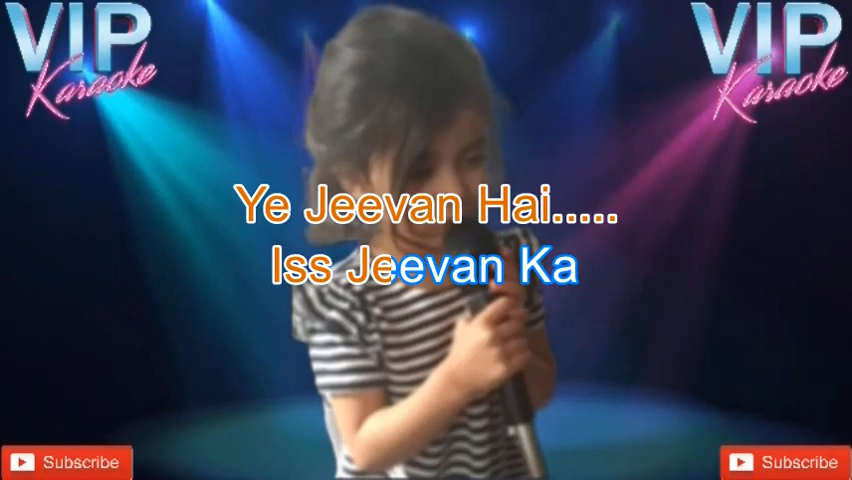 VIP
Karaoke
VIP
Karaoke
Ye Jeevan Hai.....
Iss Jeevan Ka
Subscribe
Subscribe